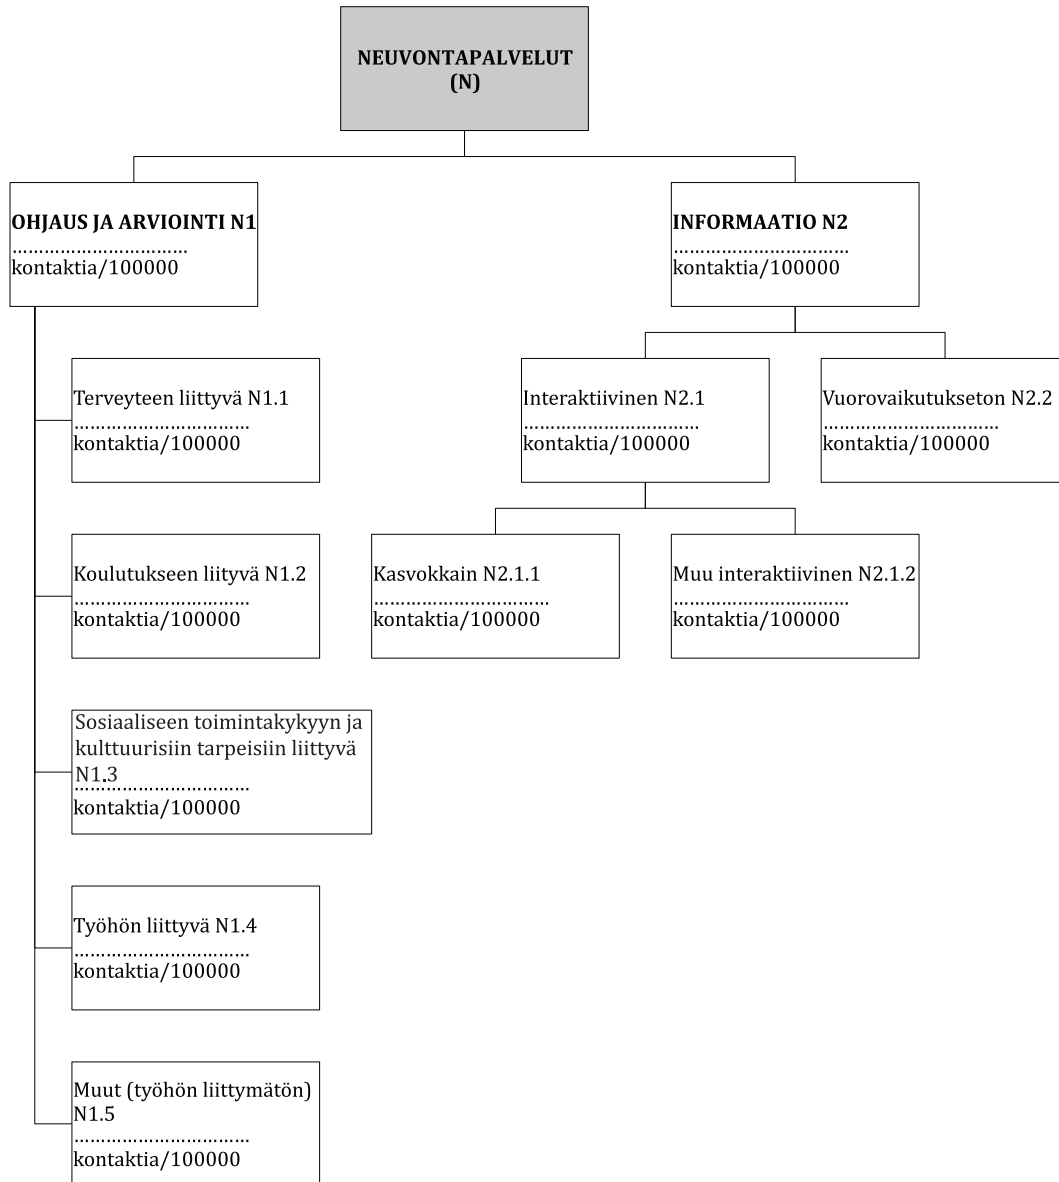 NEUVONTAPALVELUT
(N)
OHJAUS JA ARVIOINTI N1
................................
kontaktia/100000
INFORMAATIO N2
................................
kontaktia/100000
Terveyteen liittyvä N1.1
................................
kontaktia/100000
Interaktiivinen N2.1
................................
kontaktia/100000
Vuorovaikutukseton N2.2
................................
kontaktia/100000
Koulutukseen liityvä N1.2
................................
kontaktia/100000
Kasvokkain N2.1.1
................................
kontaktia/100000
Muu interaktiivinen N2.1.2
................................
kontaktia/100000
Sosiaaliseen toimintakykyyn ja
kulttuurisiin tarpeisiin liittyvä
N1.3
................................
kontaktia/100000
Työhön liittyvä N1.4
................................
kontaktia/100000
Muut (työhön liittymätön)
N1.5
................................
kontaktia/100000